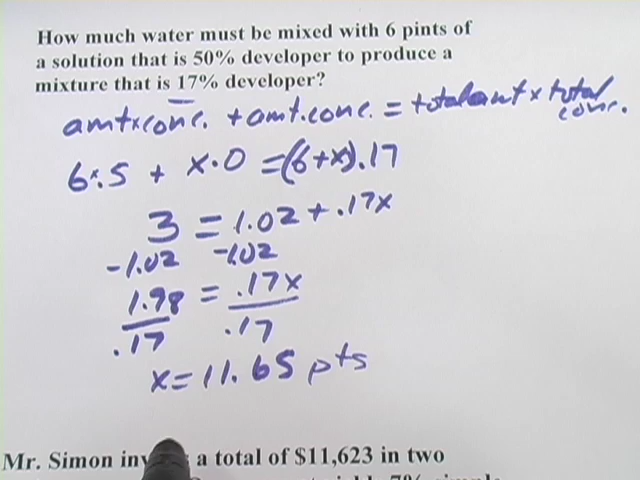 How much water must be mixed with 6 pints of
a solution that is 50% developer to produce a
mixture that is 17% developer?
amt×conc. + amt.conc. = total amt × total conc.
6×.5 + x·0 = (6+x).17
3 = 1.02 + .17x
-1.02 -1.02
1.98 = .17x
.17 .17
x = 11.65 pts
Mr. Simon a total of $11,623 in two